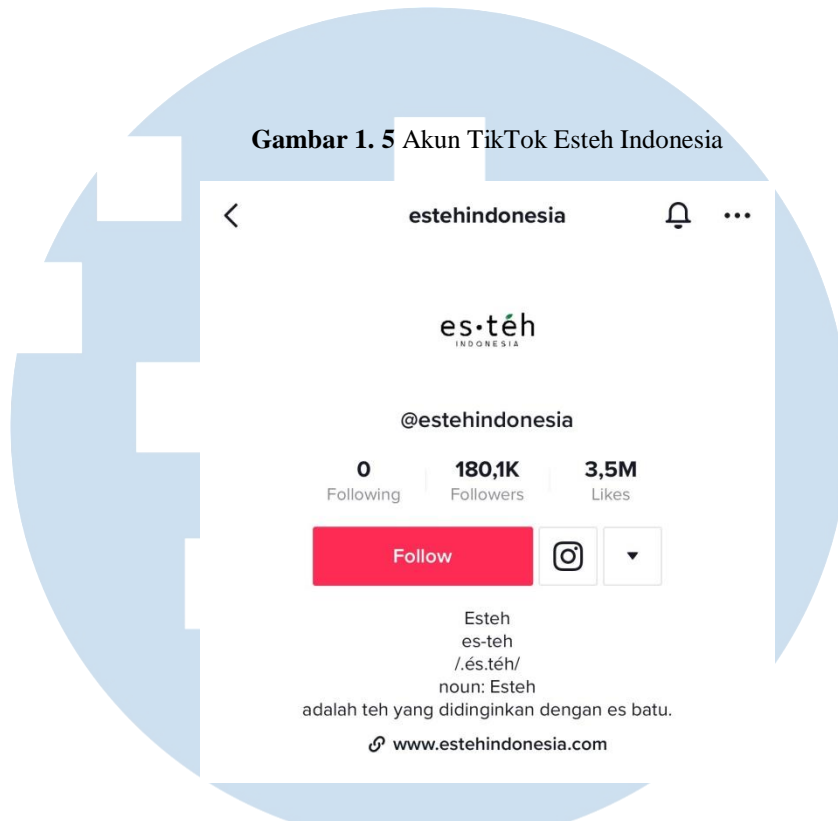 Gambar 1. 5 Akun TikTok Esteh Indonesia
estehindonesia
es•téh
INDONESIA
@estehindonesia
0 180,1K 3,5M
Following Followers Likes
Follow
Esteh
es-teh
/.és.téh/
noun: Esteh
adalah teh yang didinginkan dengan es batu.
www.estehindonesia.com